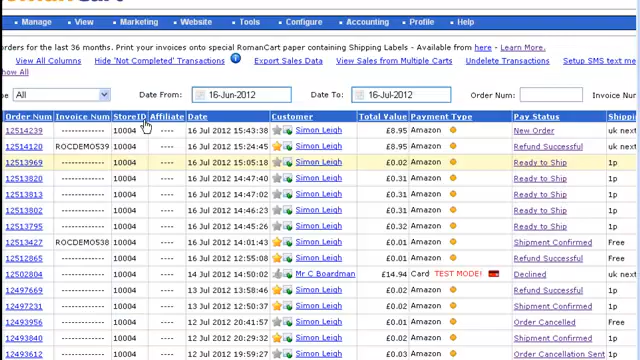 Manage View Marketing Website Tools Configure Accounting Profile Help
orders for the last 36 months. Print your invoices onto special RomanCart paper containing Shipping Labels - Available from here - Learn More.
View All Columns Hide 'Not Completed' Transactions Export Sales Data View Sales from Multiple Carts Undelete Transactions Setup SMS text me
how All
pe All Date From: 16-Jun-2012 Date To: 16-Jul-2012 Order Num: Invoice Num
Order Num Invoice Num StoreID Affiliate Date Customer Total Value Payment Type Pay Status Shippi
12514239 ------------ 10004 ---- 16 Jul 2012 15:43:38 Simon Leigh £8.95 Amazon New Order uk next
12514120 ROCDEMO539 10004 ---- 16 Jul 2012 15:24:45 Simon Leigh £8.95 Amazon Refund Successful uk next
12513969 ------------ 10004 ---- 16 Jul 2012 15:05:18 Simon Leigh £0.02 Amazon Ready to Ship 1p
12513820 ------------ 10004 ---- 16 Jul 2012 14:47:40 Simon Leigh £0.31 Amazon Ready to Ship 1p
12513813 ------------ 10004 ---- 16 Jul 2012 14:47:02 Simon Leigh £0.31 Amazon Ready to Ship 1p
12513802 ------------ 10004 ---- 16 Jul 2012 14:46:23 Simon Leigh £0.31 Amazon Ready to Ship 1p
12513795 ------------ 10004 ---- 16 Jul 2012 14:45:26 Simon Leigh £0.32 Amazon Ready to Ship 1p
12513427 ROCDEMO538 10004 ---- 16 Jul 2012 14:01:43 Simon Leigh £0.01 Amazon Shipment Confirmed Free
12512865 ------------ 10004 ---- 16 Jul 2012 12:55:08 Simon Leigh £0.01 Amazon Refund Successful 1p
12502804 ------------ 10004 ---- 14 Jul 2012 14:50:02 Mr C Boardman £14.94 Card TEST MODE! Declined uk next
12497669 ------------ 10004 ---- 13 Jul 2012 13:58:46 Simon Leigh £0.02 Amazon Refund Successful 1p
12497231 ------------ 10004 ---- 13 Jul 2012 12:50:37 Simon Leigh £0.02 Amazon Shipment Confirmed 1p
12493956 ------------ 10004 ---- 12 Jul 2012 20:41:57 Simon Leigh £0.01 Amazon Order Cancelled Free
12493840 ------------ 10004 ---- 12 Jul 2012 20:29:32 Simon Leigh £0.02 Amazon Shipment Confirmed 1p
12493612 ------------ 10004 ---- 12 Jul 2012 19:59:27 Simon Leigh £0.03 Amazon Order Cancellation Sent 1p